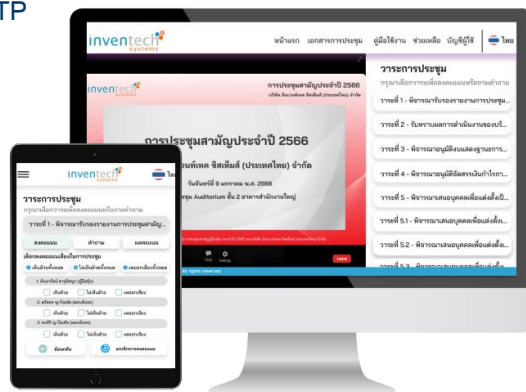 TP
inventech
systems
หน้าแรก เอกสารการประชุม คู่มือใช้งาน ช่วยเหลือ บัญชีผู้ใช้ ไทย
inventech
systems
การประชุมสามัญประจำปี 2566
บริษัท อินเวนท์เทค ซิสเท็มส์ (ประเทศไทย) จำกัด
การประชุมสามัญประจำปี 2566
วันจันทร์ที่ 9 มกราคม พ.ศ. 2566
Auditorium ชั้น 2 อาคารสำนักงานใหญ่
วาระการประชุม
กรุณาเลือกวาระเพื่อลงคะแนนหรือถามคำถาม
วาระที่ 1 - พิจารณารับรองรายงานการประชุม...
วาระที่ 2 - รับทราบผลการดำเนินงานของบริ...
วาระที่ 3 - พิจารณาอนุมัติงบแสดงฐานะการ...
วาระที่ 4 - พิจารณาอนุมัติจัดสรรเงินกำไรกา...
วาระที่ 5 - พิจารณาเสนอบุคคลเพื่อแต่งตั้งเป็...
วาระที่ 5.1 - พิจารณาเสนอบุคคลเพื่อแต่งตั้ง...
วาระที่ 5.2 - พิจารณาเสนอบุคคลเพื่อแต่งตั้ง...
Settings
Leave
All rights reserved.
inventech
systems
ไทย
วาระการประชุม
กรุณาเลือกวาระเพื่อลงคะแนนหรือถามคำถาม
วาระที่ 1 - พิจารณารับรองรายงานการประชุมสามัญ...
ลงคะแนน คำถาม ผลคะแนน
เลือกลงคะแนนเสียงในการประชุม
เห็นด้วยทั้งหมด ไม่เห็นด้วยทั้งหมด งดออกเสียงทั้งหมด
เห็นด้วย ไม่เห็นด้วย งดออกเสียง
เห็นด้วย ไม่เห็นด้วย งดออกเสียง
เห็นด้วย ไม่เห็นด้วย งดออกเสียง
ย้อนกลับ ยกเลิกการลงคะแนน